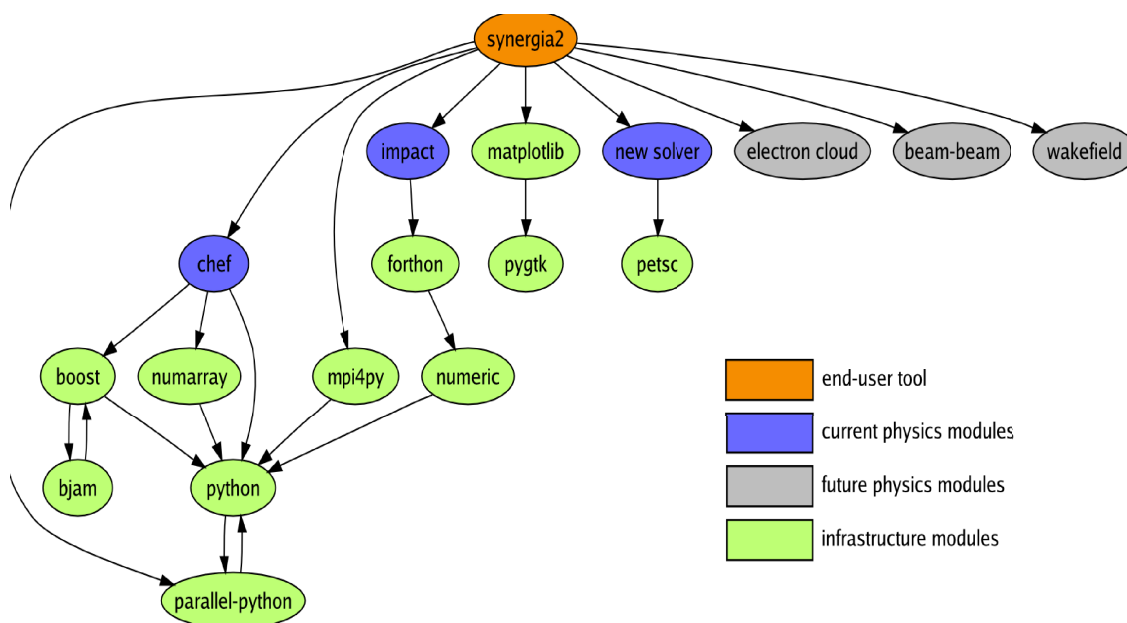 synergia2
impact
matplotlib
new solver
electron cloud
beam-beam
wakefield
chef
forthon
pygtk
petsc
boost
numarray
mpi4py
numeric
end-user tool
current physics modules
bjam
python
future physics modules
infrastructure modules
parallel-python